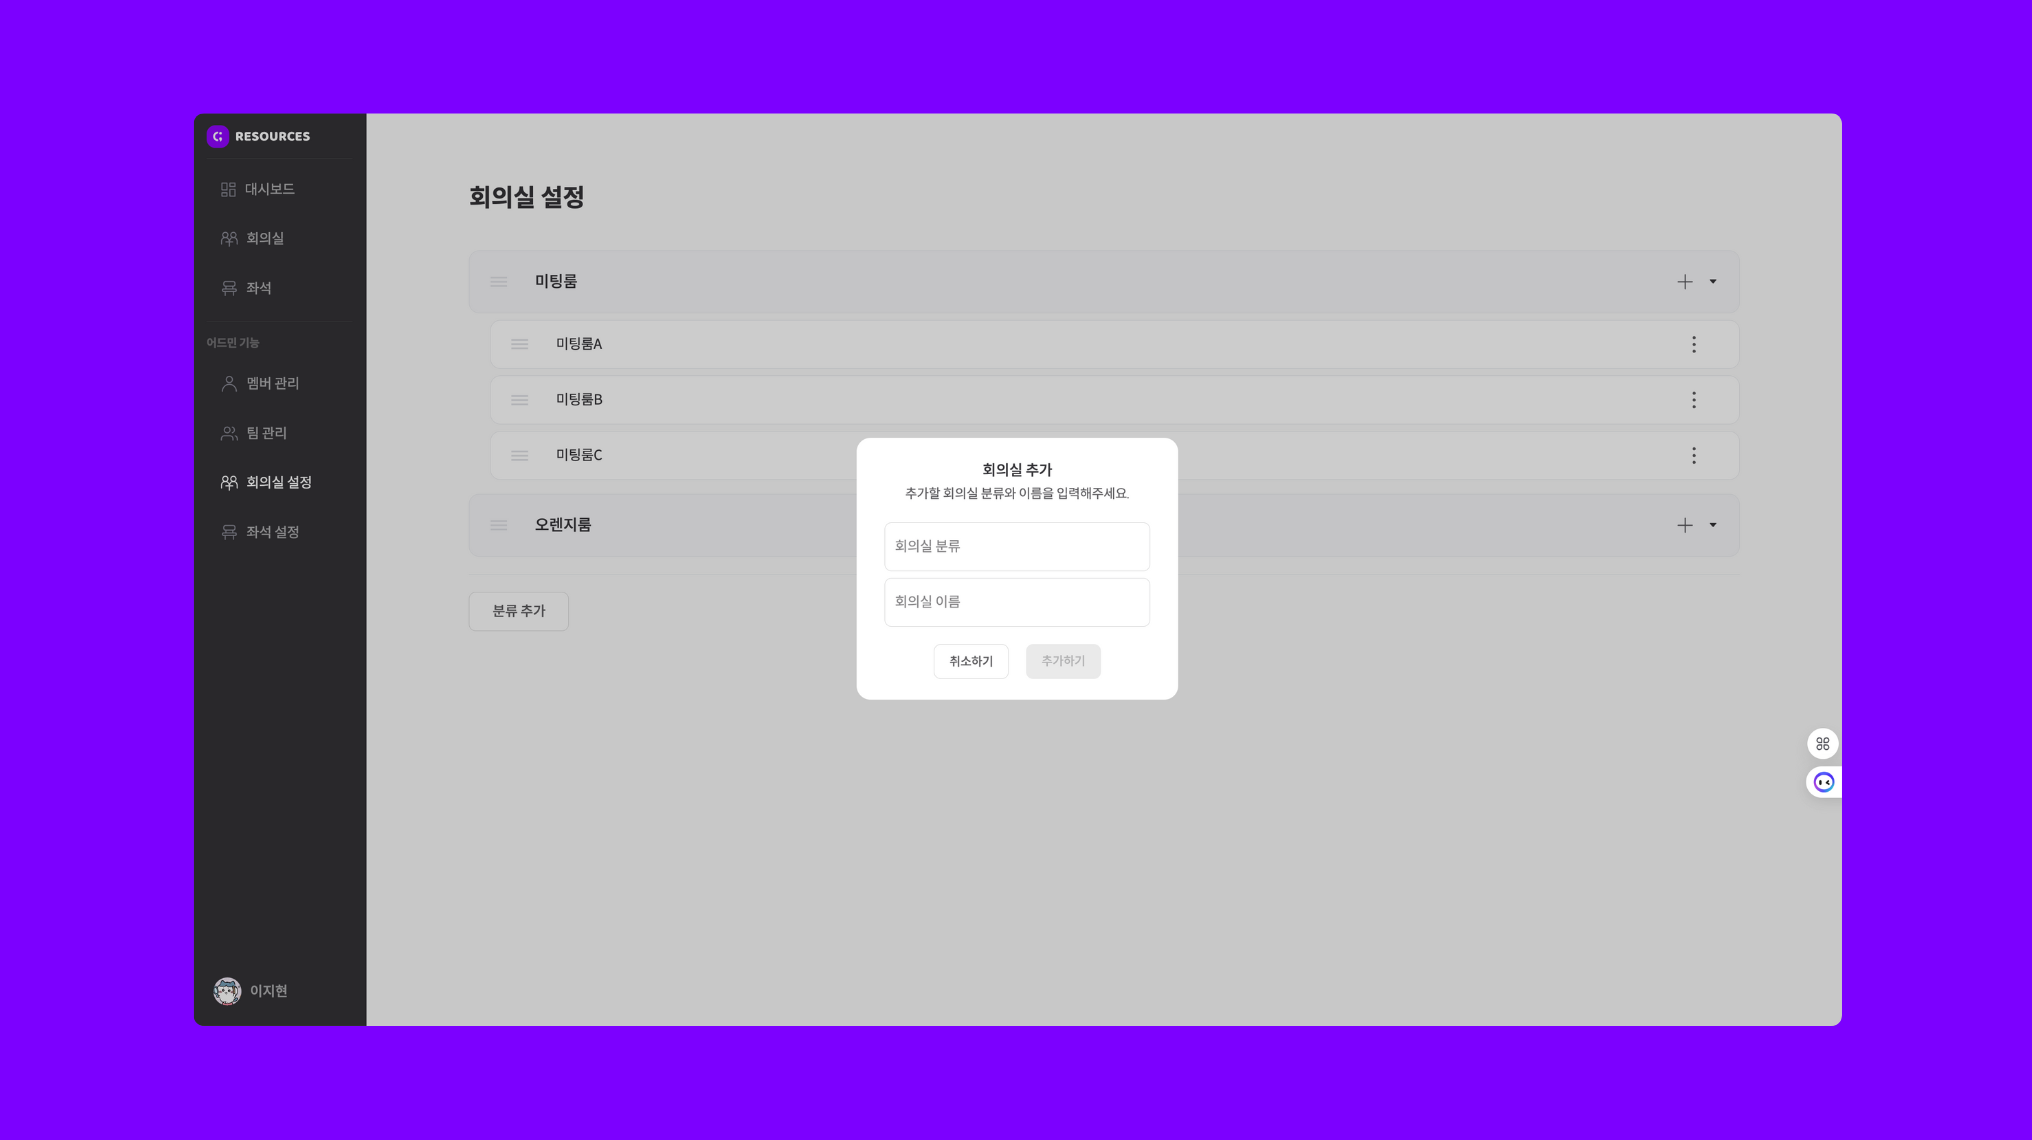 RESOURCES
대시보드
회의실
좌석
어드민 기능
멤버 관리
팀 관리
회의실 설정
좌석 설정
이지현
회의실 설정
미팅룸
미팅룸A
미팅룸B
미팅룸C
오렌지룸
분류 추가
회의실 추가
추가할 회의실 분류와 이름을 입력해주세요.
회의실 분류
회의실 이름
취소하기
추가하기